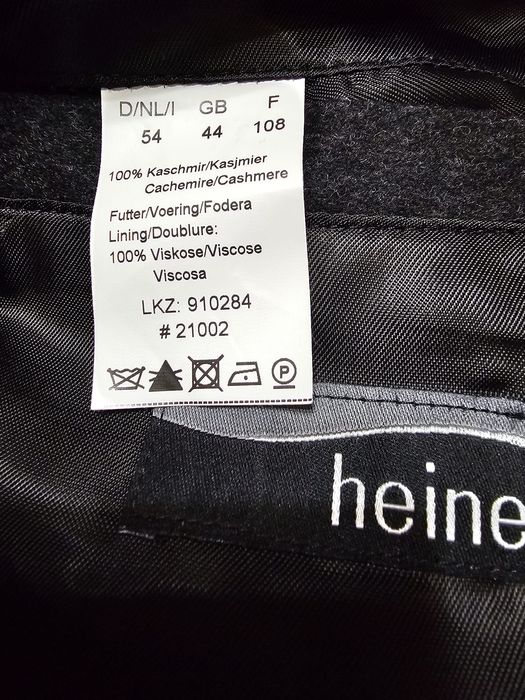 D/NL/I GB F
54 44 108
100% Kaschmir/Kasjmier
Cachemire/Cashmere
Futter/Voering/Fodera
Lining/Doublure:
100% Viskose/Viscose
Viscosa
LKZ: 910284
# 21002
P
heine